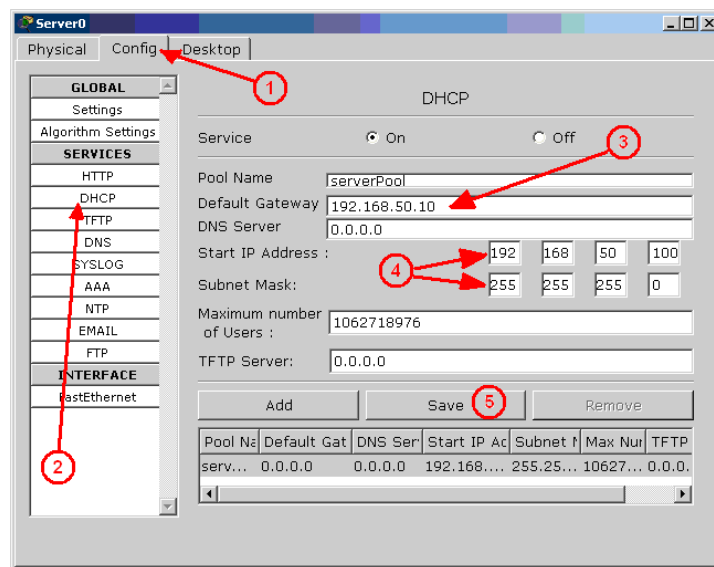 Server0
Physical Config Desktop
1
GLOBAL
Settings
Algorithm Settings
SERVICES
HTTP
DHCP
TFTP
DNS
SYSLOG
AAA
NTP
EMAIL
FTP
INTERFACE
FastEthernet
2
DHCP
Service On Off
3
Pool Name serverPool
Default Gateway 192.168.50.10
DNS Server 0.0.0.0
Start IP Address : 192 168 50 100
4
Subnet Mask: 255 255 255 0
Maximum number
of Users : 1062718976
TFTP Server: 0.0.0.0
Add Save 5 Remove
Pool Na Default Gat DNS Ser Start IP Ac Subnet M Max Nur TFTP
serv... 0.0.0.0 0.0.0.0 192.168.... 255.25... 10627... 0.0.0.